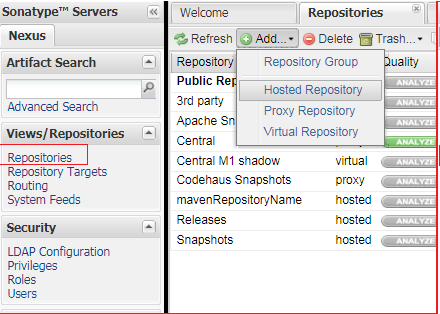 Sonatype™ Servers
Nexus
Artifact Search
Advanced Search
Views/Repositories
Repositories
Repository Targets
Routing
System Feeds
Security
LDAP Configuration
Privileges
Roles
Users
Welcome
Repositories
Refresh Add... Delete Trash...
Repository Quality
Repository Group
Hosted Repository
Proxy Repository
Virtual Repository
Public Rep ANALYZE
3rd party ANALYZE
Apache Sn ANALYZE
Central ANALYZE
Central M1 shadow virtual ANALYZE
Codehaus Snapshots proxy ANALYZE
mavenRepositoryName hosted ANALYZE
Releases hosted ANALYZE
Snapshots hosted ANALYZE